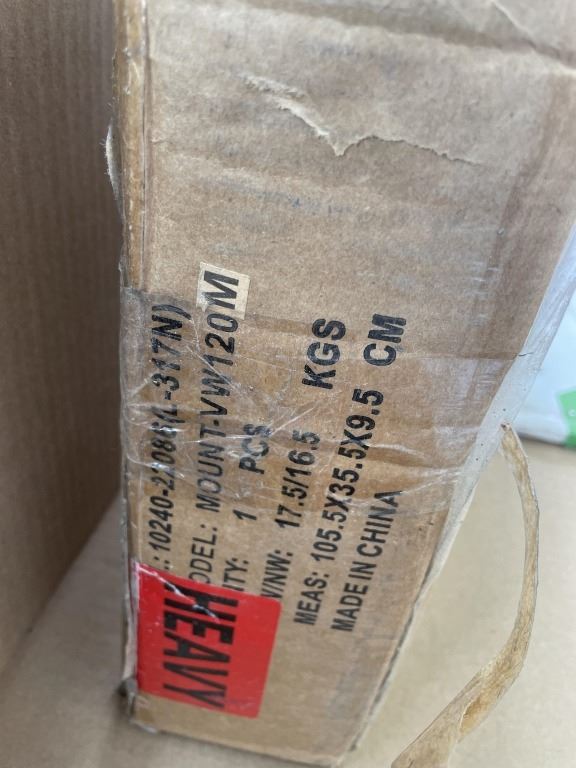 .: 10240-22088(L-317N)
ODEL: MOUNT-VW120M
ITY: 1 PCS
W/NW: 17.5/16.5 KGS
MEAS: 105.5X35.5X9.5 CM
MADE IN CHINA
HEAVY